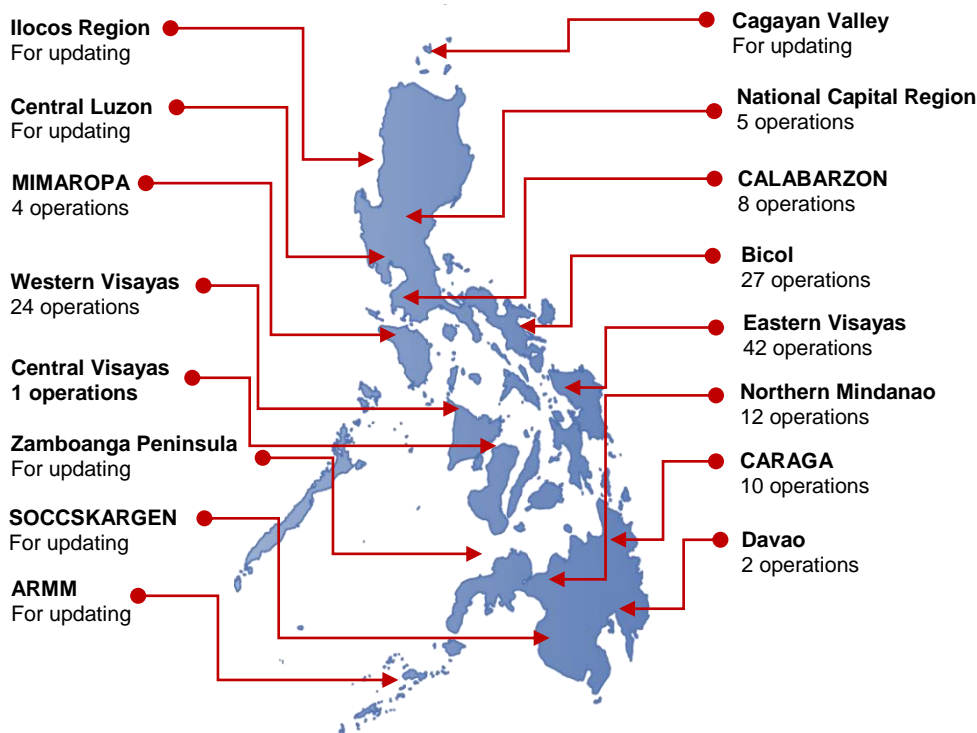 Ilocos Region
For updating
Central Luzon
For updating
MIMAROPA
4 operations
Western Visayas
24 operations
Central Visayas
1 operations
Zamboanga Peninsula
For updating
SOCCSKARGEN
For updating
ARMM
For updating
Cagayan Valley
For updating
National Capital Region
5 operations
CALABARZON
8 operations
Bicol
27 operations
Eastern Visayas
42 operations
Northern Mindanao
12 operations
CARAGA
10 operations
Davao
2 operations